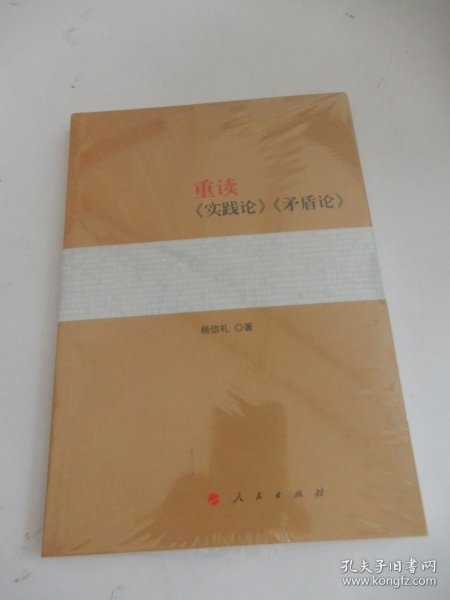 重读
《实践论》《矛盾论》
杨信礼 ◎著
人民出版社
孔夫子旧书网
www.kongfz.com